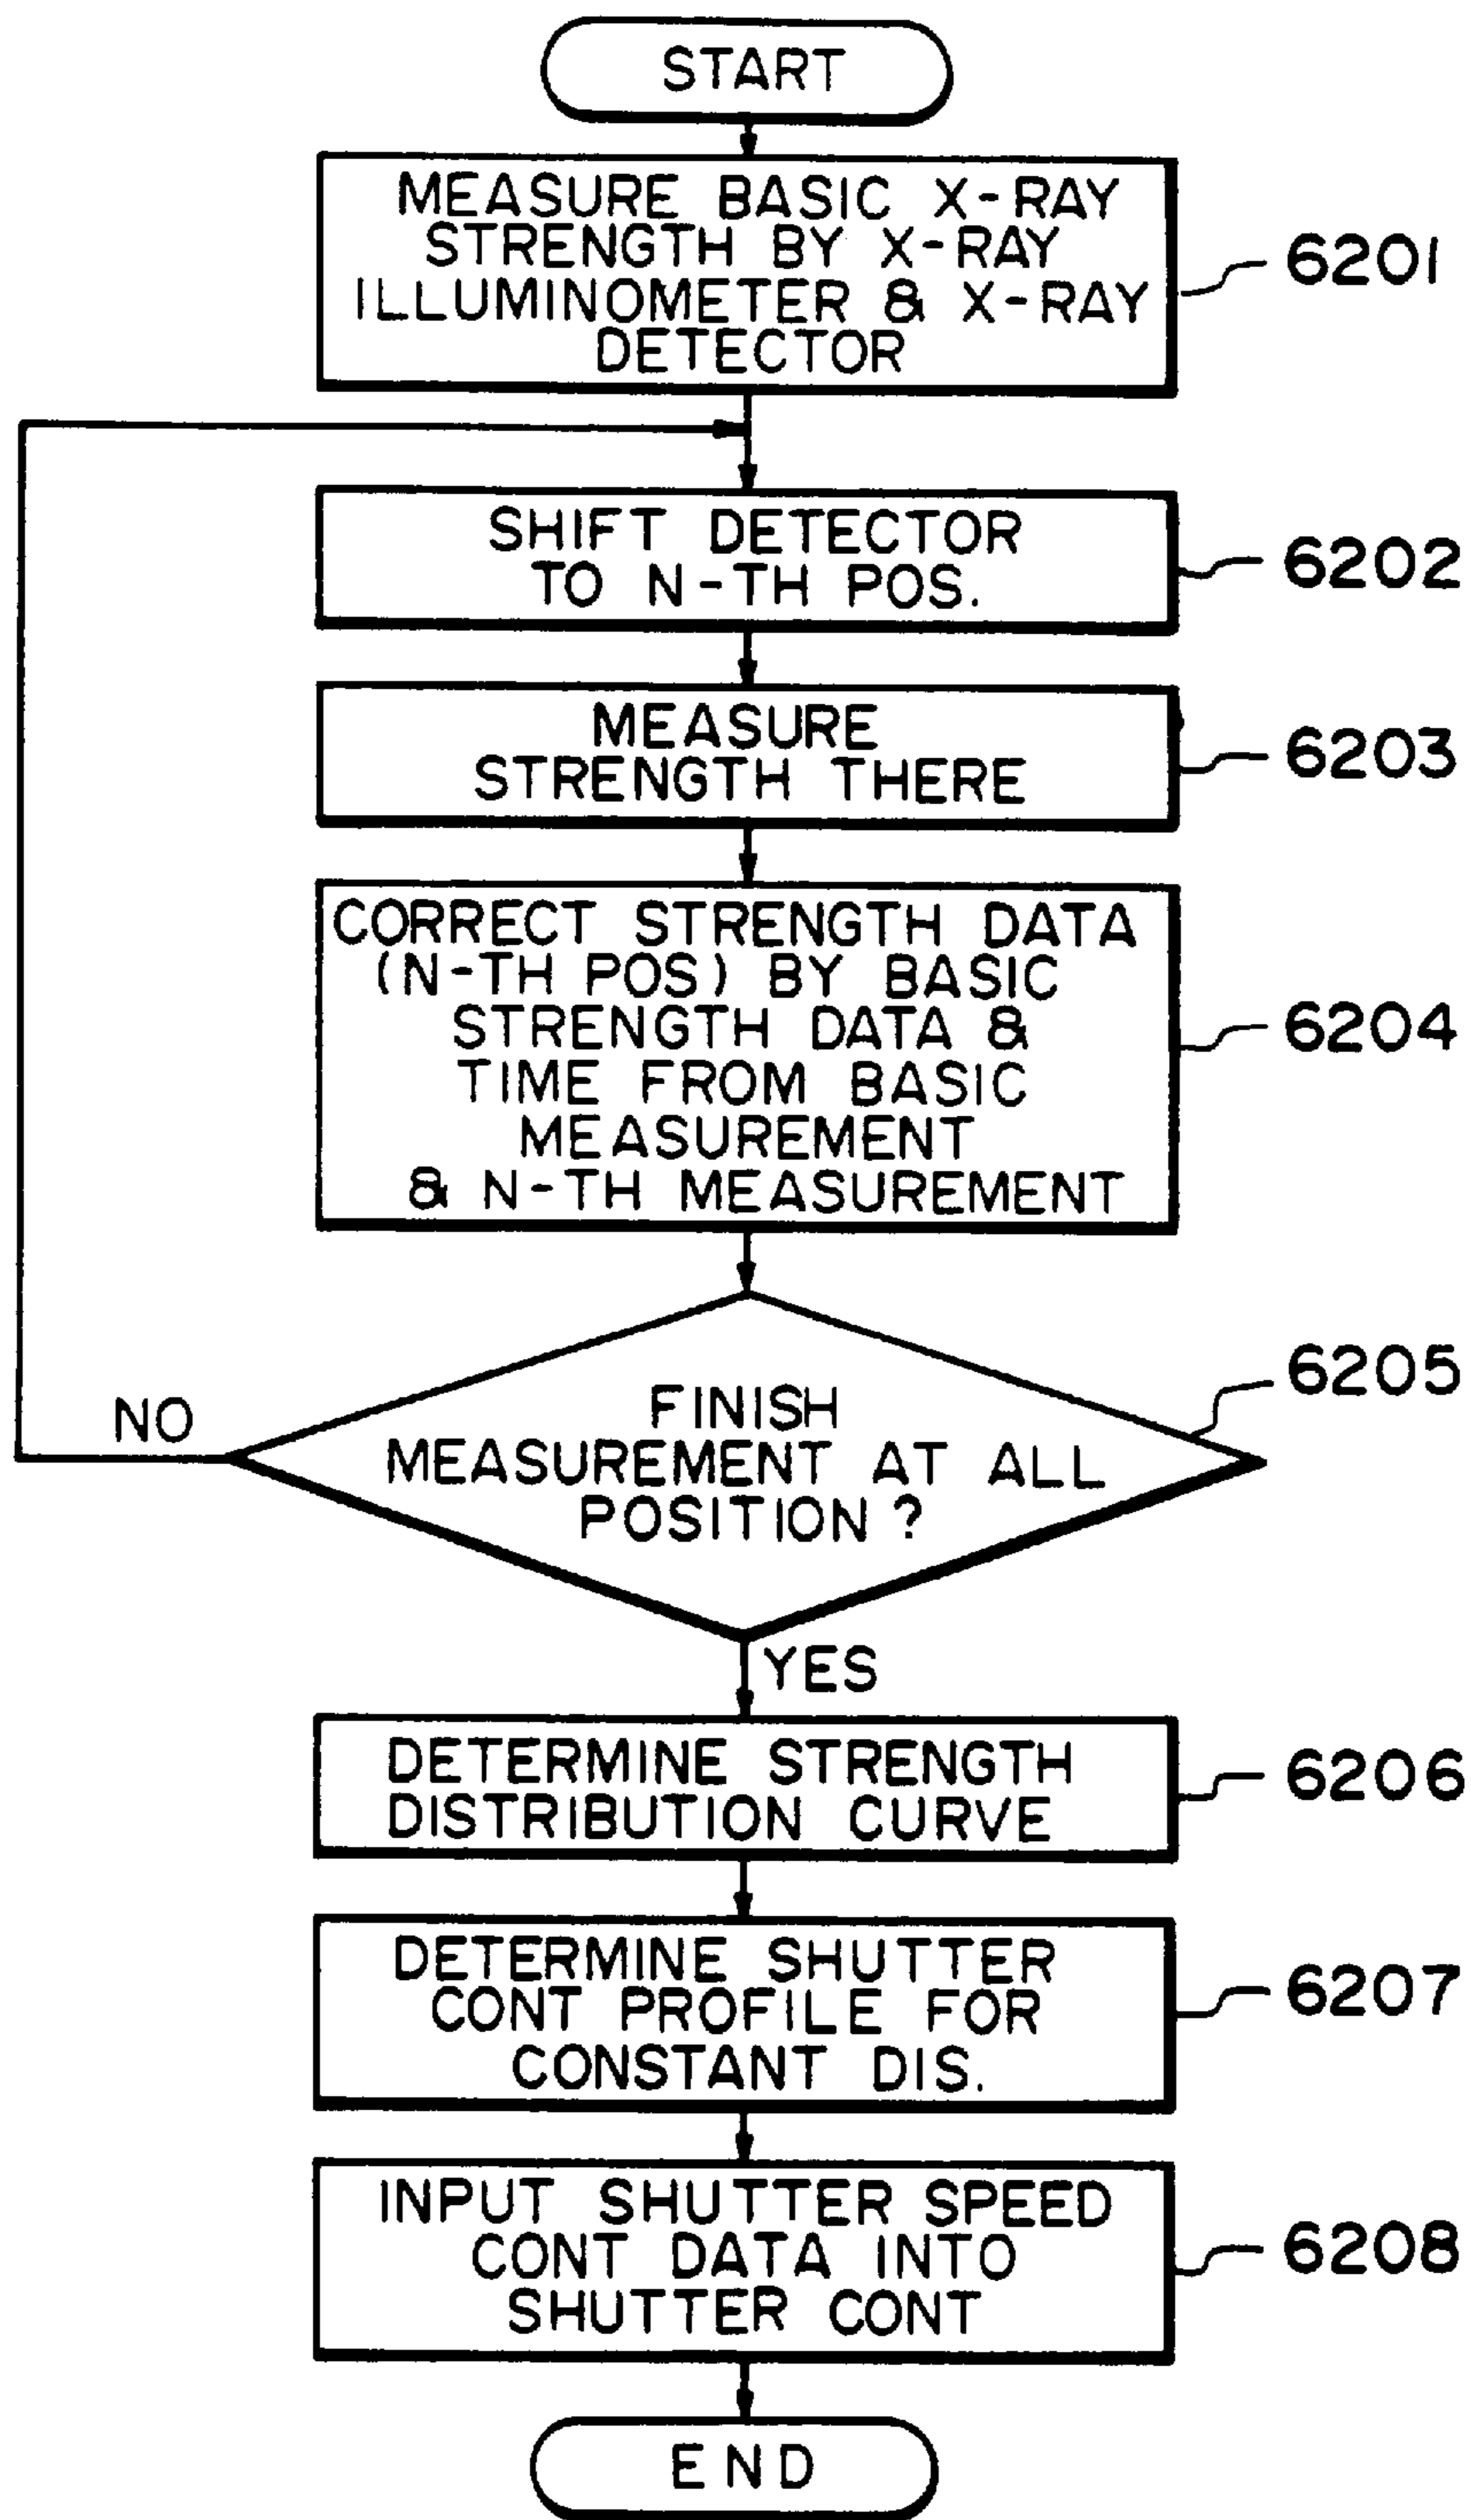 START
MEASURE BASIC X-RAY
STRENGTH BY X-RAY
ILLUMINOMETER & X-RAY
DETECTOR
6201
SHIFT DETECTOR
TO N-TH POS.
6202
MEASURE
STRENGTH THERE
6203
CORRECT STRENGTH DATA
(N-TH POS) BY BASIC
STRENGTH DATA &
TIME FROM BASIC
MEASUREMENT
& N-TH MEASUREMENT
6204
FINISH
MEASUREMENT AT ALL
POSITION ?
6205
NO
YES
DETERMINE STRENGTH
DISTRIBUTION CURVE
6206
DETERMINE SHUTTER
CONT PROFILE FOR
CONSTANT DIS.
6207
INPUT SHUTTER SPEED
CONT DATA INTO
SHUTTER CONT
6208
END